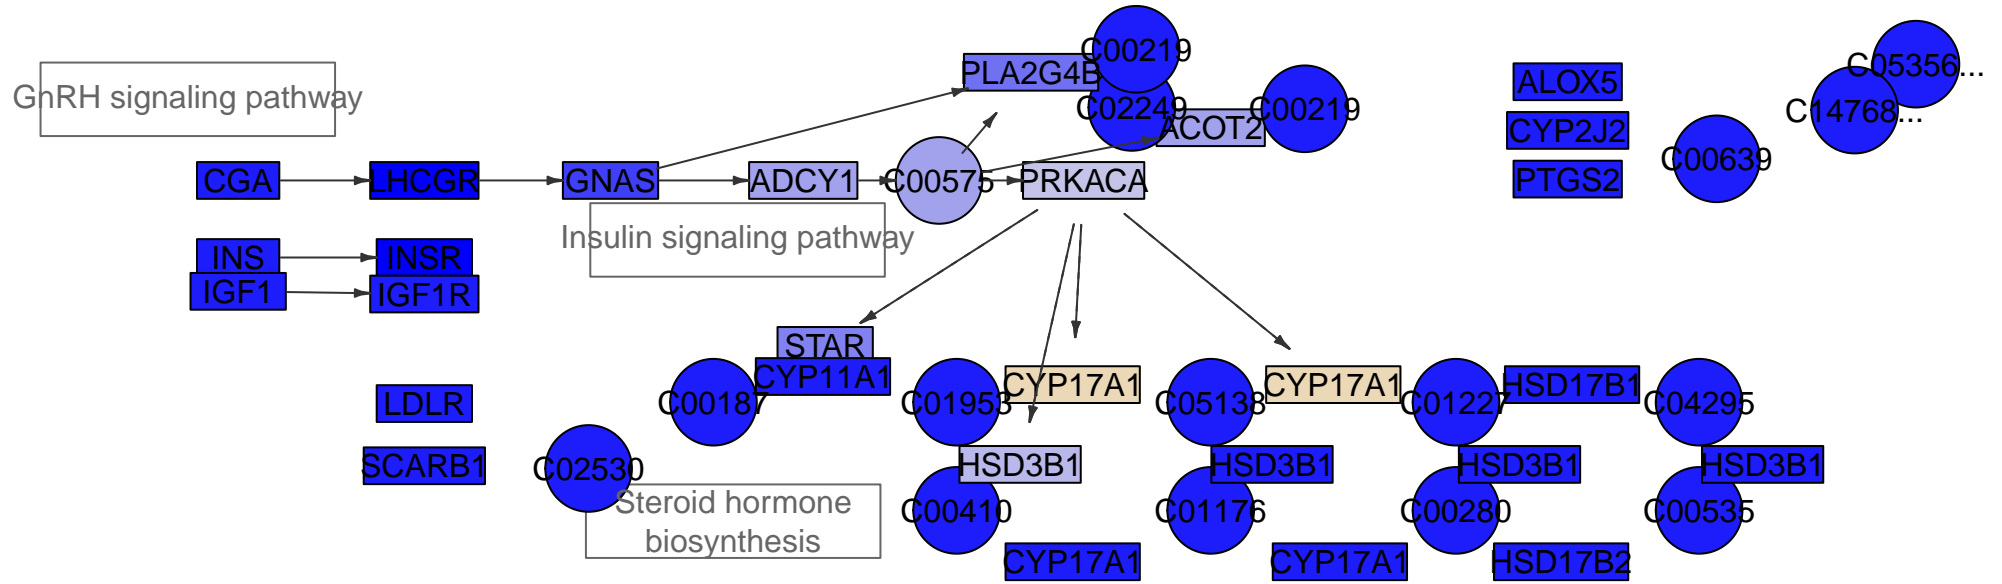 C00219
C05356...
PLA2G4B
ALOX5
GnRH signaling pathway
C02249
C00219
C14768...
ACOT2
CYP2J2
C00639
CGA
LHCGR
GNAS
ADCY1
C00575
PRKACA
PTGS2
Insulin signaling pathway
INS
INSR
IGF1
IGF1R
STAR
CYP11A1
CYP17A1
CYP17A1
HSD17B1
LDLR
C00187
C01953
C05138
C01227
C04295
SCARB1
C02530
HSD3B1
HSD3B1
HSD3B1
HSD3B1
Steroid hormone
biosynthesis
C00410
C01176
C00280
C00535
CYP17A1
CYP17A1
HSD17B2